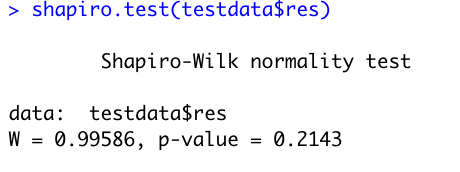 > shapiro.test(testdata$res)
Shapiro-Wilk normality test
data:  testdata$res
W = 0.99586, p-value = 0.2143